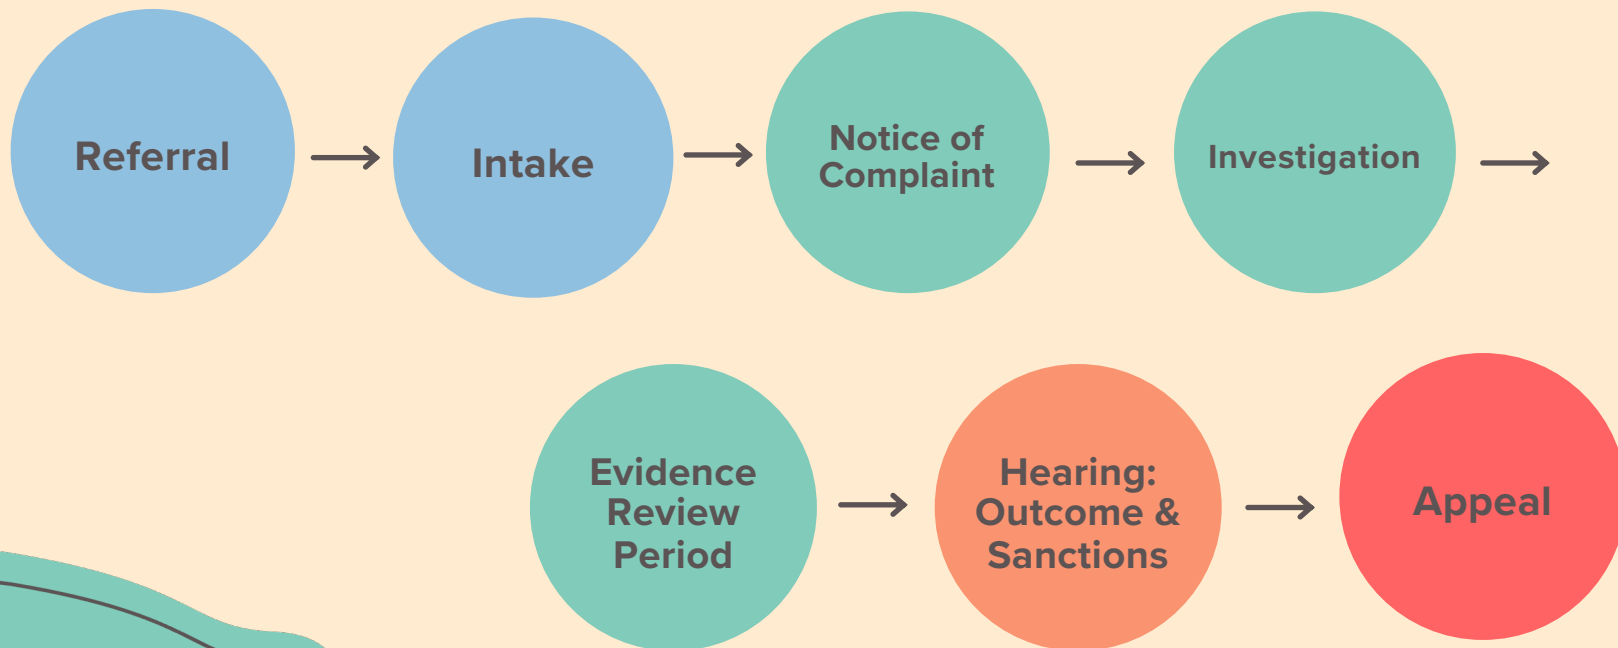 Referral
Intake
Notice of
Complaint
Investigation
Evidence
Review
Period
Hearing:
Outcome &
Sanctions
Appeal